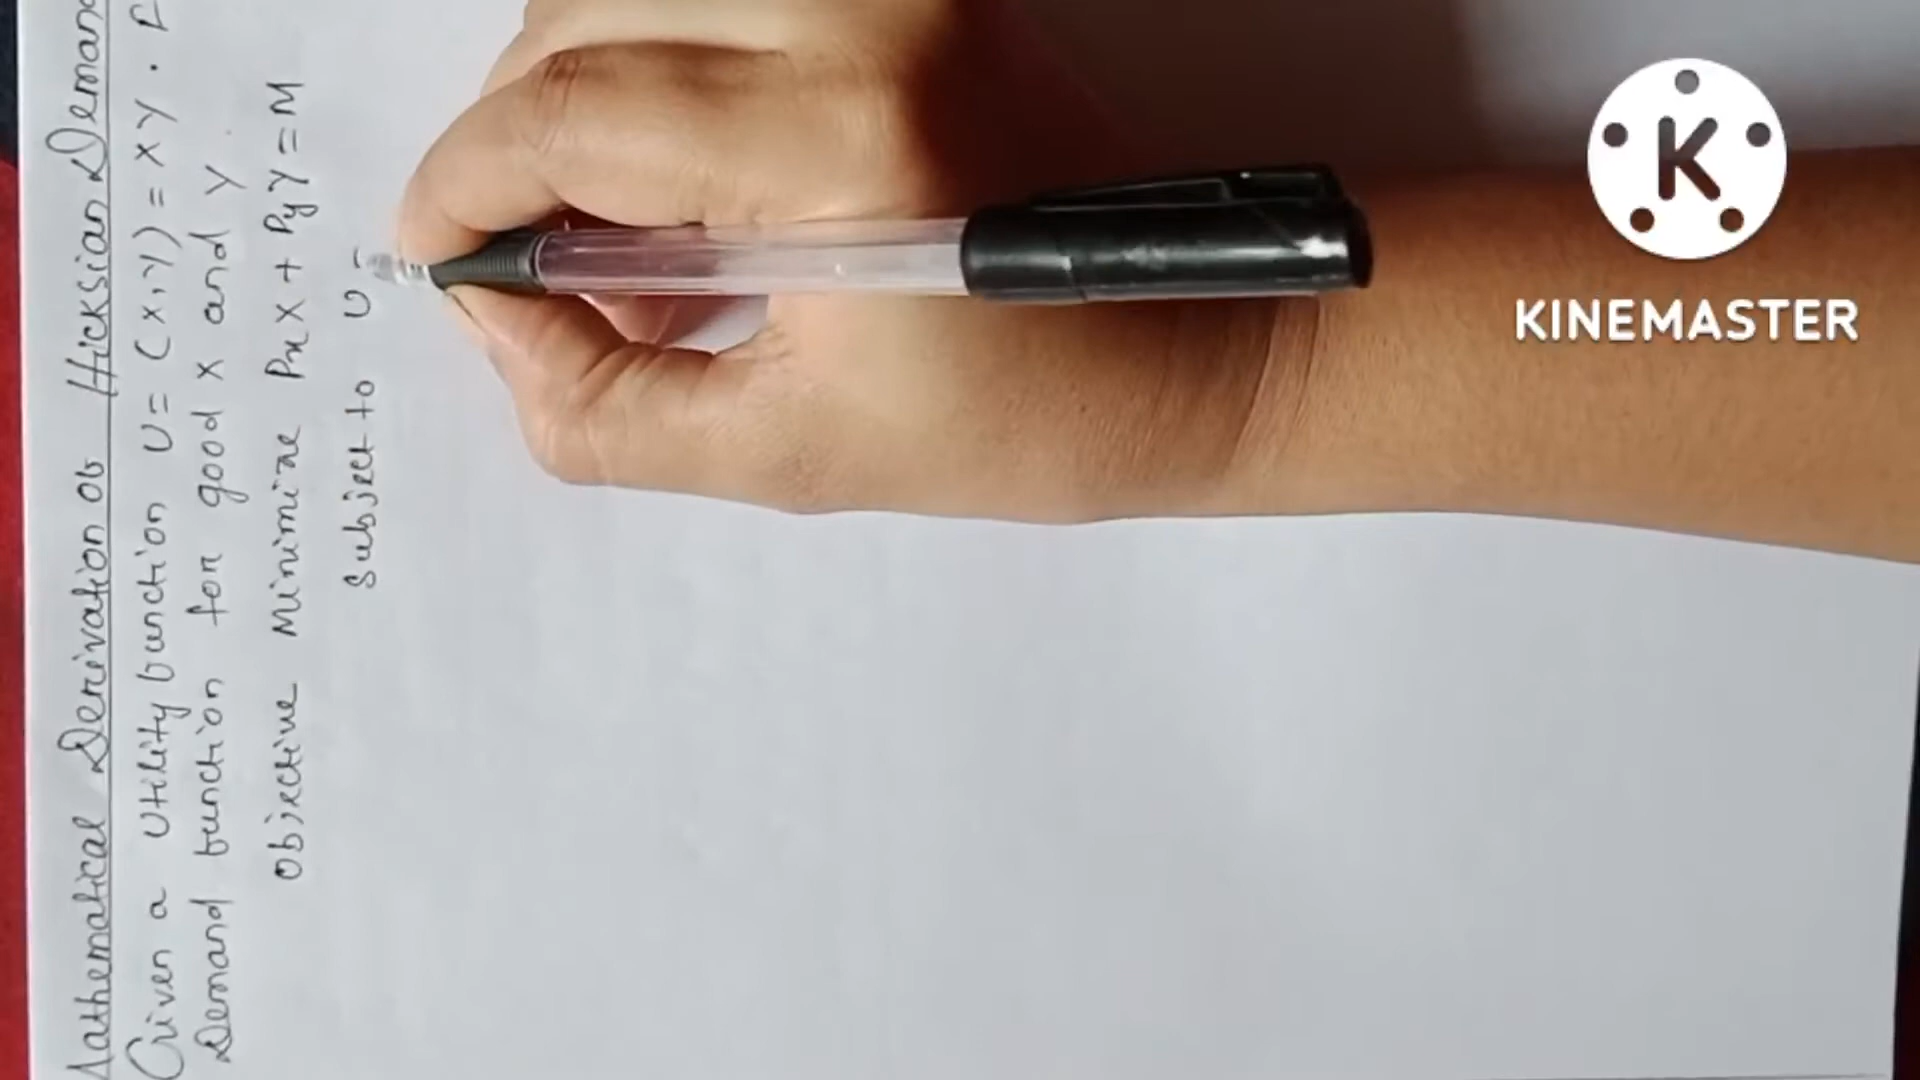 Mathematical Derivation of Hicksian Demand
Given a Utility function U = (x,y) = xy .
Demand function for good x and y
Objective Minimize Pxx + Pyy = M
Subject to U
K
KINEMASTER